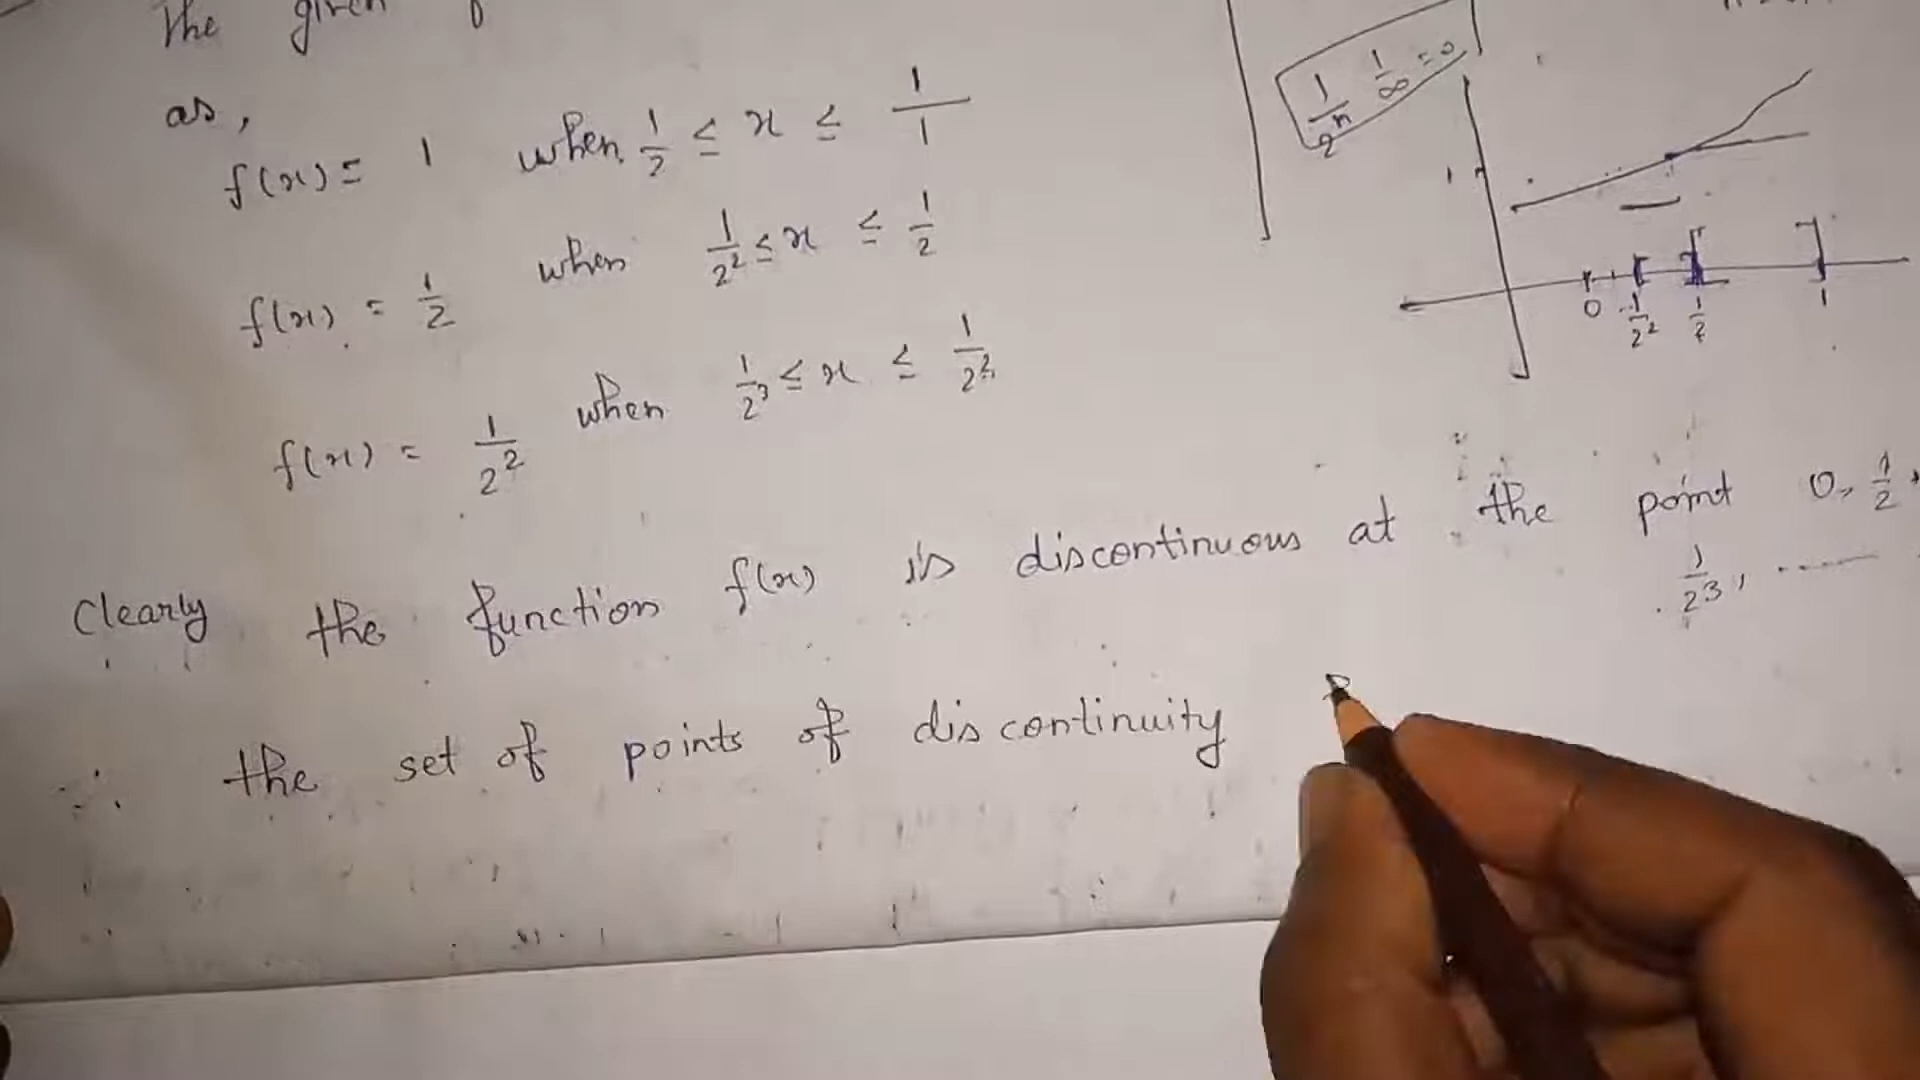 The given
as,
f(x) = 1 when 1/2 ≤ x ≤ 1/1
f(x) = 1/2 when 1/2² ≤ x ≤ 1/2
f(x) = 1/2² when 1/2³ ≤ x ≤ 1/2²
Clearly the function f(x) is discontinuous at the point 0, 1/2,
1/2³, ......
∴ the set of points of discontinuity
1/2ⁿ 1/∞ = 0
1
0 1/2² 1/2 1